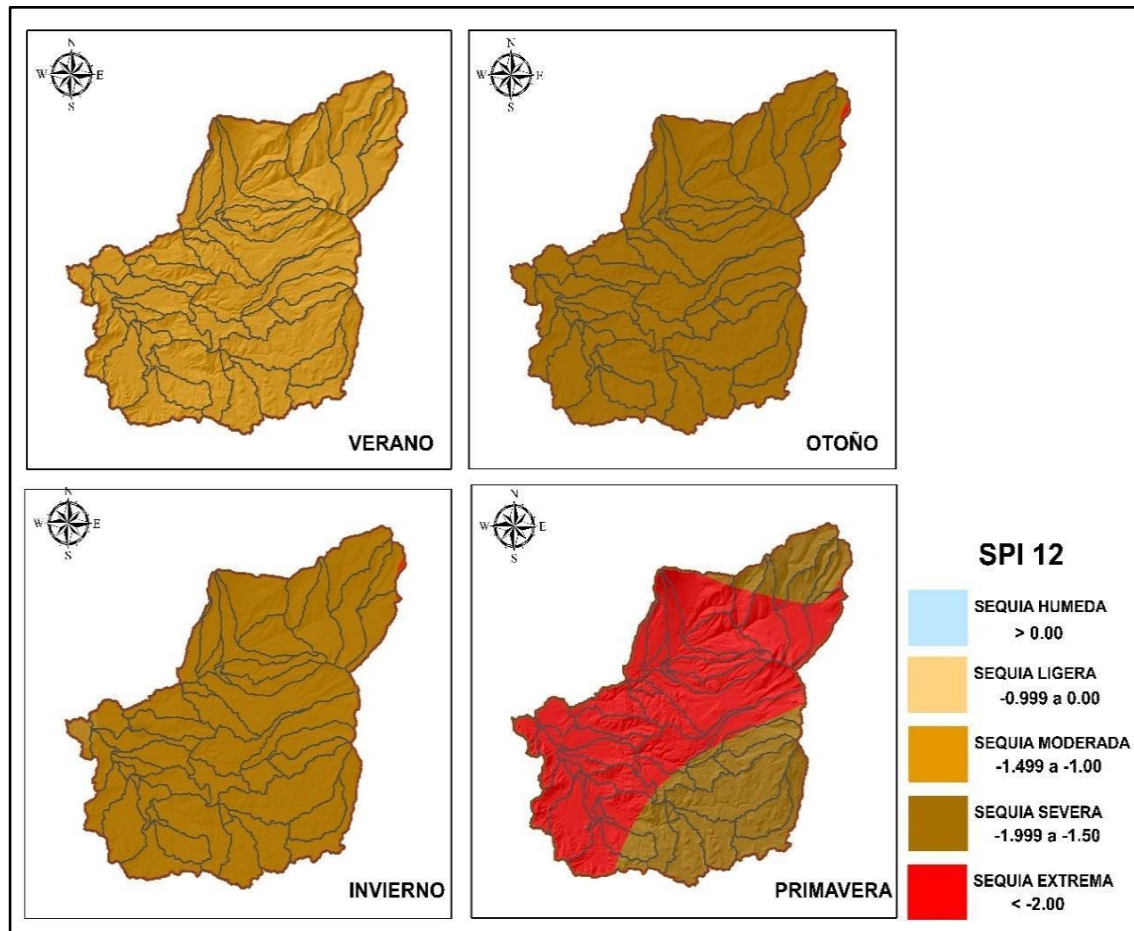 N
W E
S
VERANO
N
W E
S
OTOÑO
N
W E
S
INVIERNO
N
W E
S
PRIMAVERA
SPI 12
SEQUIA HUMEDA
> 0.00
SEQUIA LIGERA
-0.999 a 0.00
SEQUIA MODERADA
-1.499 a -1.00
SEQUIA SEVERA
-1.999 a -1.50
SEQUIA EXTREMA
< -2.00